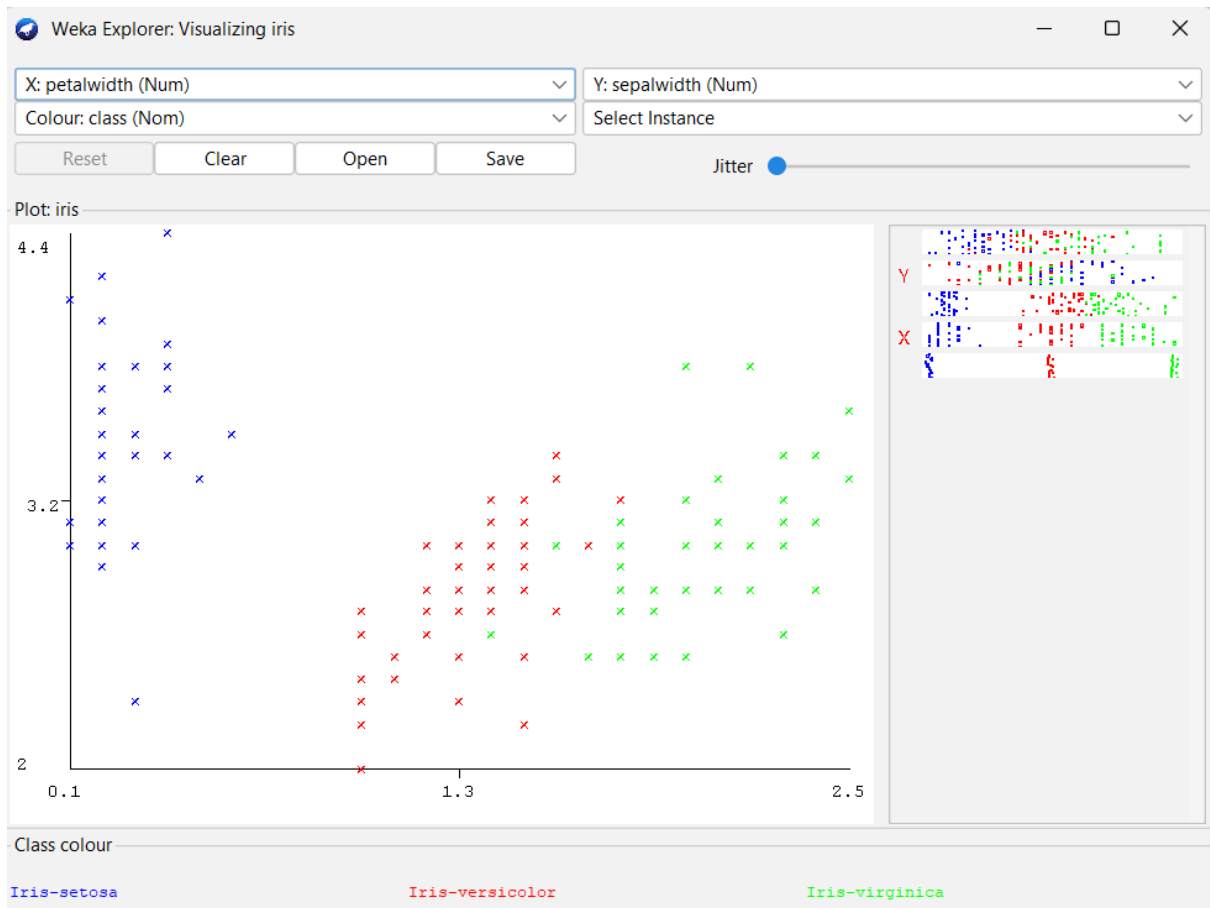 Weka Explorer: Visualizing iris
X: petalwidth (Num) Y: sepalwidth (Num)
Colour: class (Nom) Select Instance
Reset Clear Open Save Jitter
Plot: iris
4.4
Y
X
3.2
2
0.1 1.3 2.5
Class colour
Iris-setosa Iris-versicolor Iris-virginica